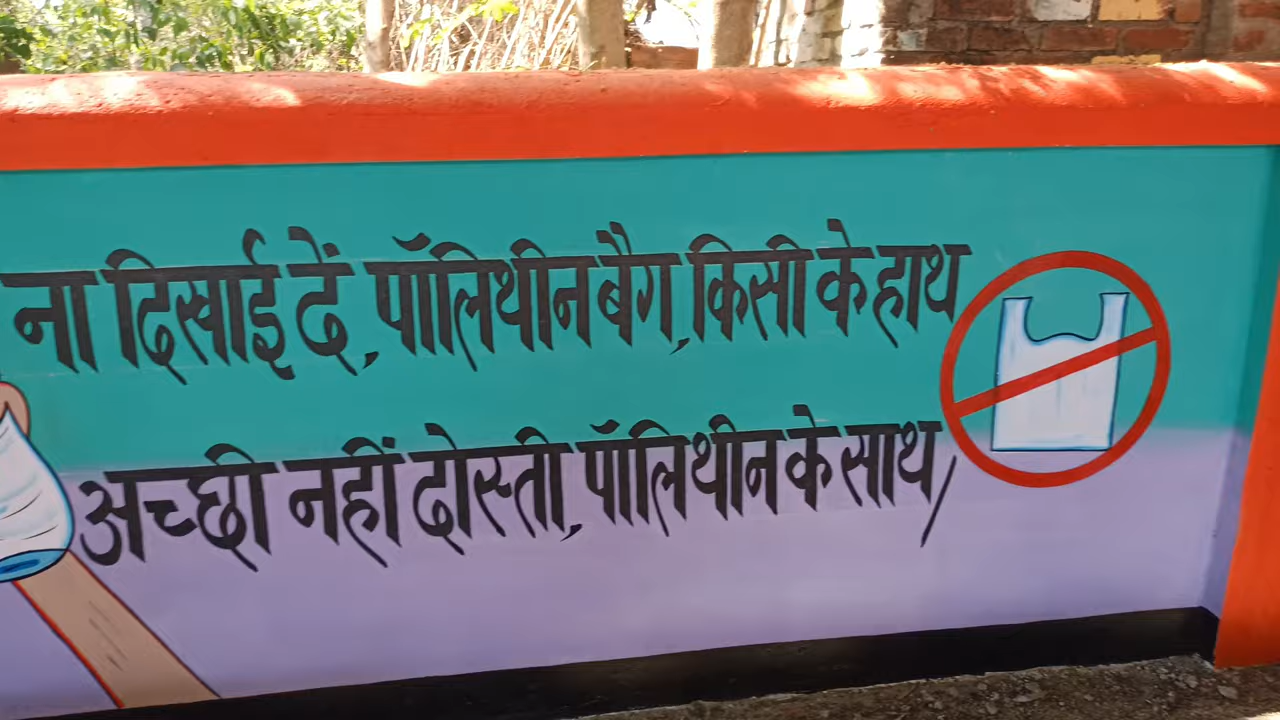 ना दिखाई दें, पॉलिथीन बैग, किसी के हाथ
अच्छी नहीं दोस्ती, पॉलिथीन के साथ/